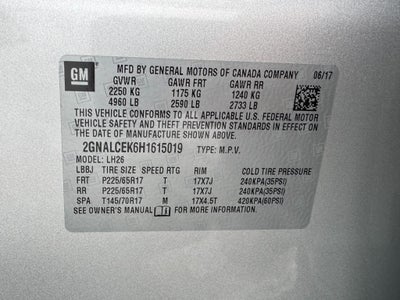 GM
MFD BY GENERAL MOTORS OF CANADA COMPANY 06/17
GVWR GAWR FRT GAWR RR
2250 KG 1175 KG 1240 KG
4960 LB 2590 LB 2733 LB
THIS VEHICLE CONFORMS TO ALL APPLICABLE U.S. FEDERAL MOTOR
VEHICLE SAFETY AND THEFT PREVENTION STANDARDS IN EFFECT
ON THE DATE OF MANUFACTURE SHOWN ABOVE.
2GNALCEK6H1615019 TYPE: M.P.V.
MODEL: LH26
LBBJ TIRE SIZE SPEED RTG RIM COLD TIRE PRESSURE
FRT P225/65R17 T 17X7J 240KPA(35PSI)
RR P225/65R17 T 17X7J 240KPA(35PSI)
SPA T145/70R17 M 17X4.5T 420KPA(60PSI)
SEE OWNER'S MANUAL FOR MORE INFORMATION